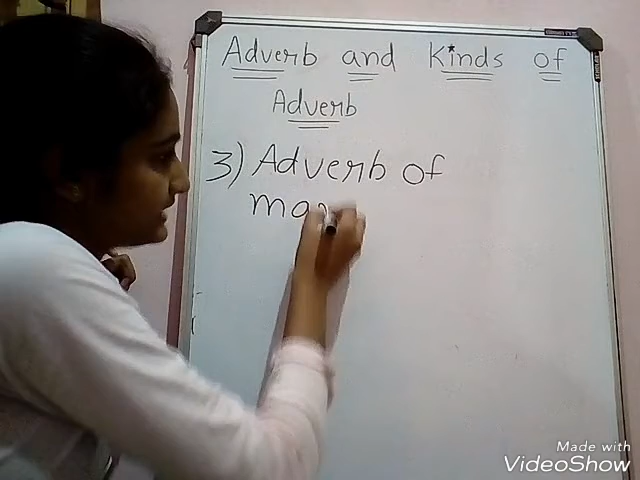 Adverb and Kinds of
Adverb
3) Adverb of
Made with
VideoShow